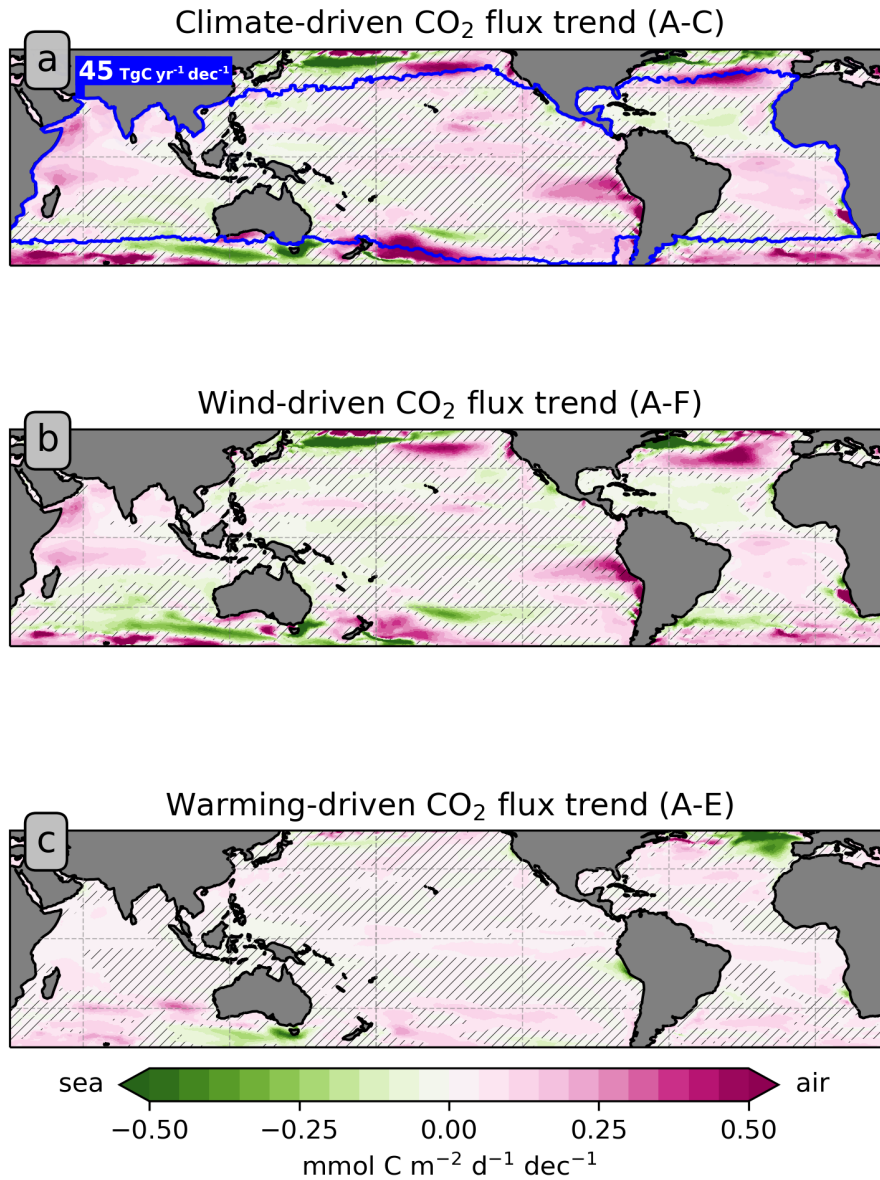 Climate-driven CO₂ flux trend (A-C)
a
45 TgC yr⁻¹ dec⁻¹
Wind-driven CO₂ flux trend (A-F)
b
Warming-driven CO₂ flux trend (A-E)
c
sea air
−0.50 −0.25 0.00 0.25 0.50
mmol C m⁻² d⁻¹ dec⁻¹